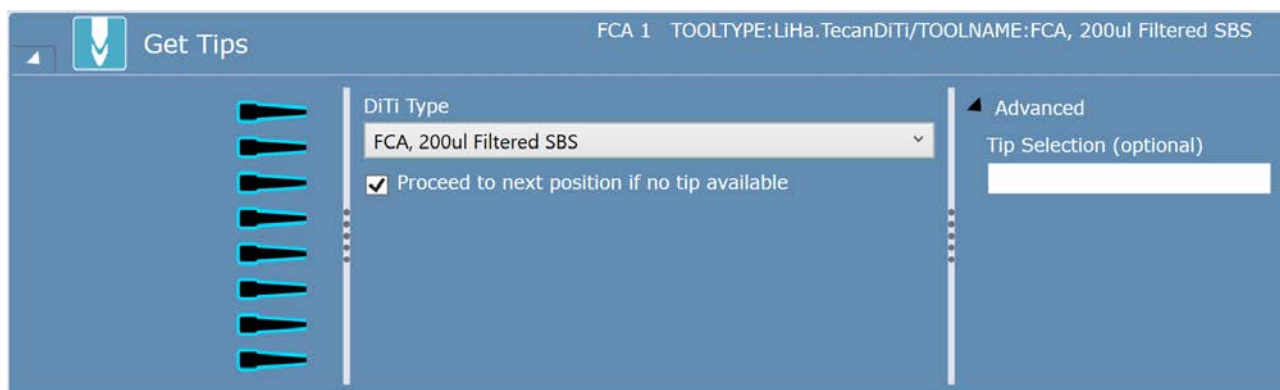 Get Tips
FCA 1 TOOLTYPE:LiHa.TecanDiTi/TOOLNAME:FCA, 200ul Filtered SBS
DiTi Type
FCA, 200ul Filtered SBS
Proceed to next position if no tip available
Advanced
Tip Selection (optional)